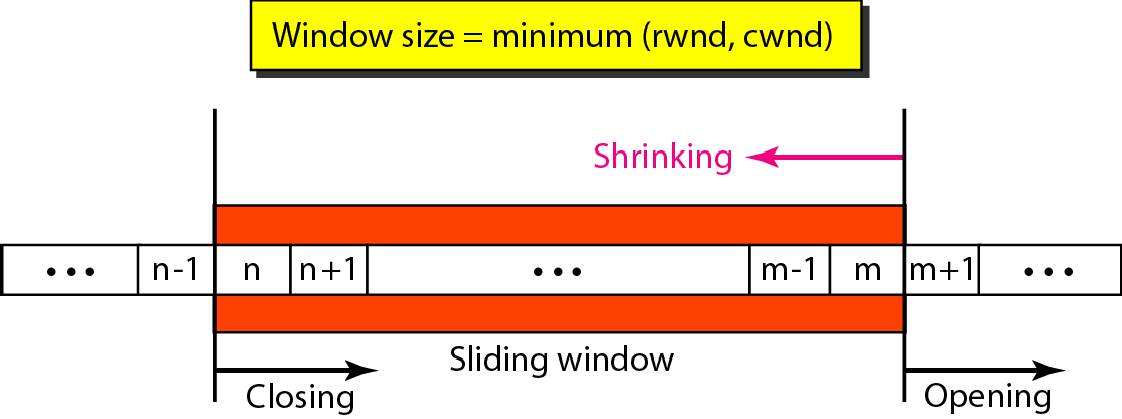 Window size = minimum (rwnd, cwnd)
Shrinking
••• n-1 n n+1 ••• m-1 m m+1 •••
Sliding window
Closing
Opening